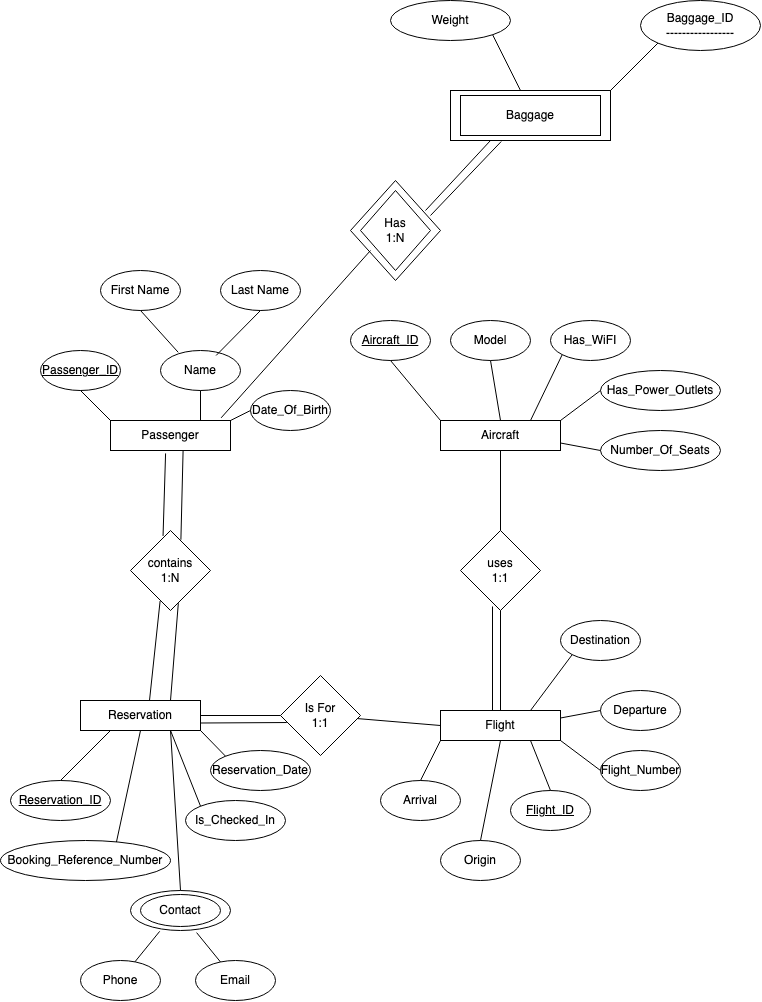 Weight
Baggage_ID
-----------------
Baggage
Has
1:N
First Name
Last Name
Passenger_ID
Name
Date_Of_Birth
Passenger
Aircraft_ID
Model
Has_WiFI
Has_Power_Outlets
Number_Of_Seats
Aircraft
contains
1:N
uses
1:1
Destination
Departure
Flight_Number
Flight
Is For
1:1
Reservation
Reservation_Date
Reservation_ID
Is_Checked_In
Booking_Reference_Number
Arrival
Flight_ID
Origin
Contact
Phone
Email